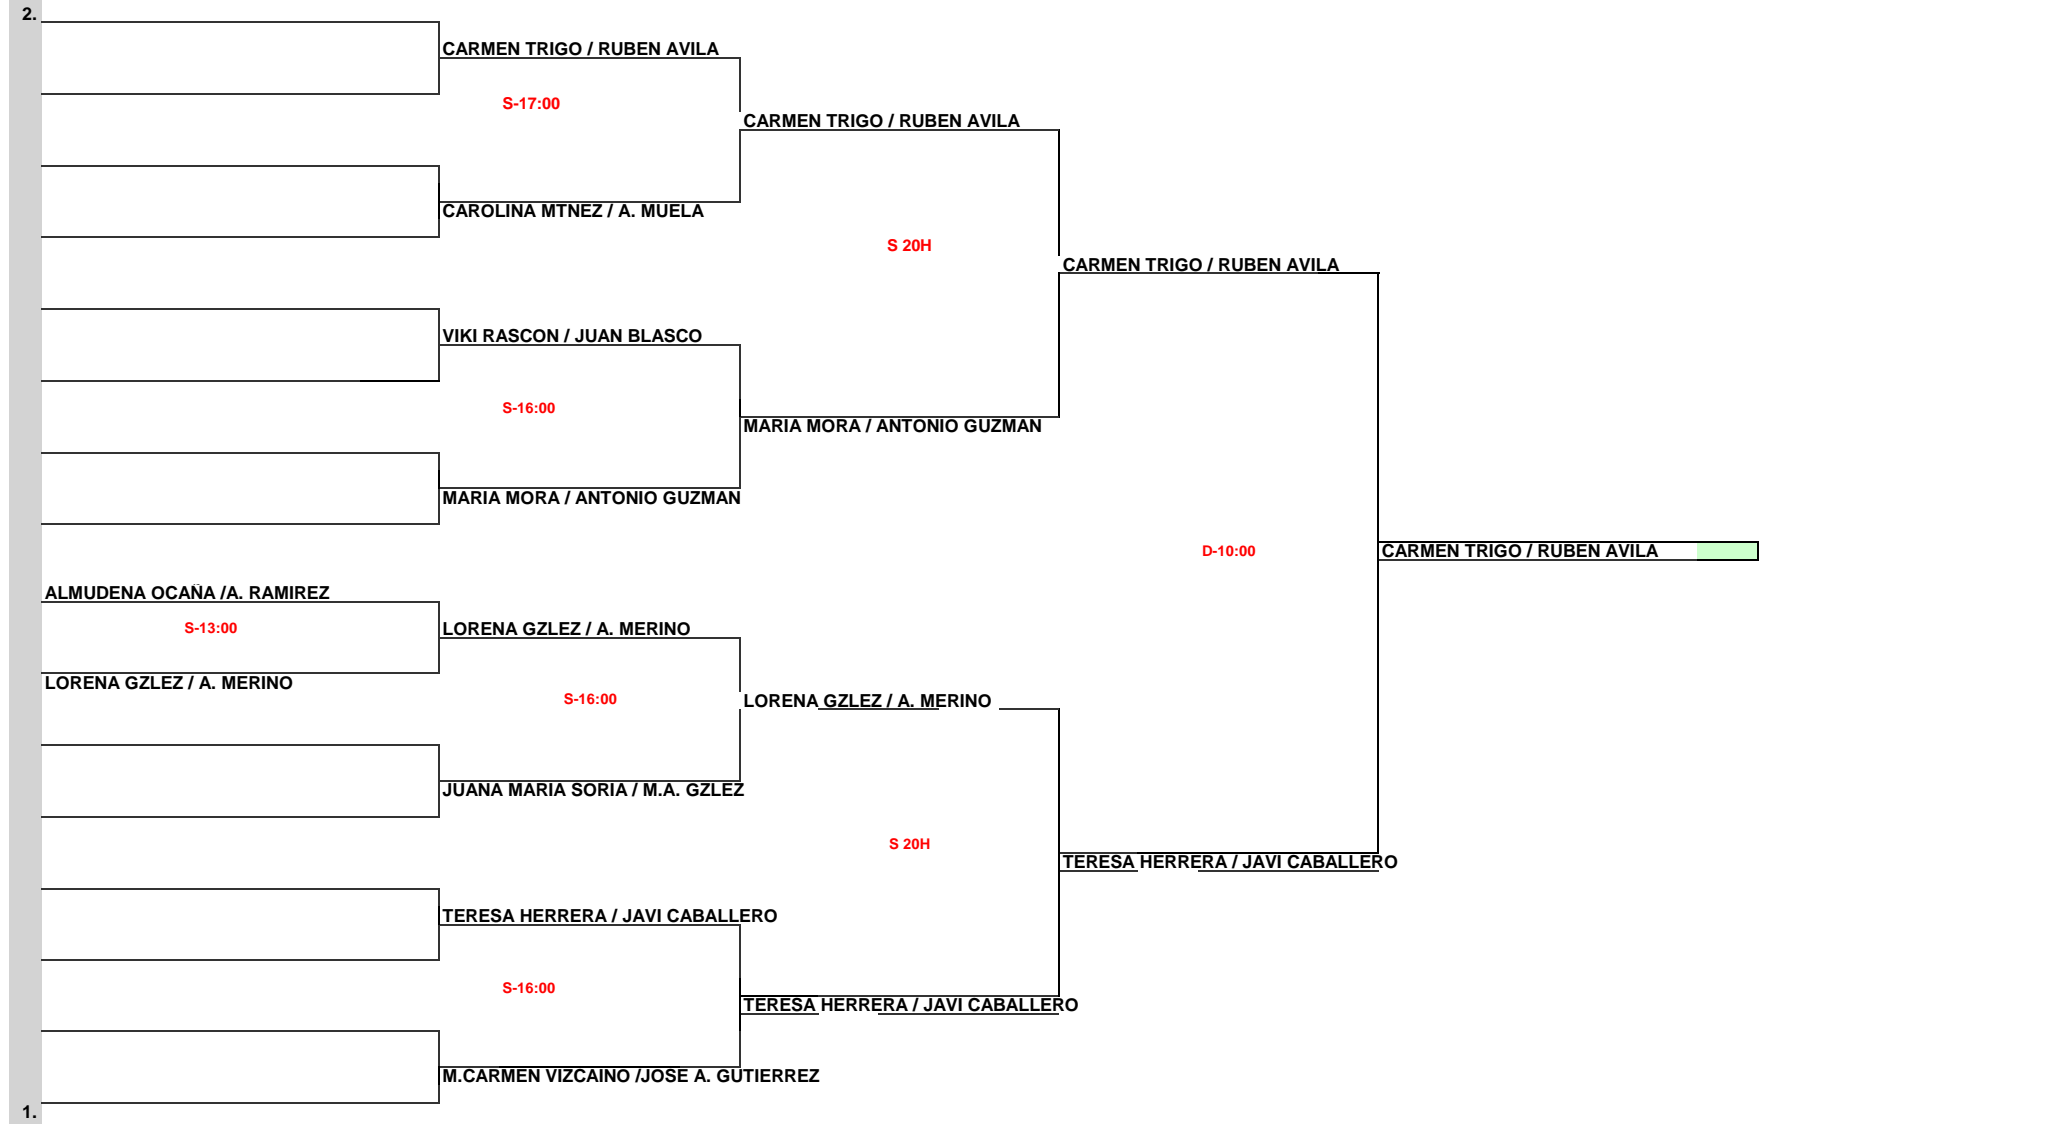 2.
CARMEN TRIGO / RUBEN AVILA
S-17:00
CARMEN TRIGO / RUBEN AVILA
CAROLINA MTNEZ / A. MUELA
S 20H
CARMEN TRIGO / RUBEN AVILA
VIKI RASCON / JUAN BLASCO
S-16:00
MARIA MORA / ANTONIO GUZMAN
MARIA MORA / ANTONIO GUZMAN
D-10:00
CARMEN TRIGO / RUBEN AVILA
ALMUDENA OCAÑA /A. RAMIREZ
S-13:00
LORENA GZLEZ / A. MERINO
LORENA GZLEZ / A. MERINO
S-16:00
LORENA GZLEZ / A. MERINO
JUANA MARIA SORIA / M.A. GZLEZ
S 20H
TERESA HERRERA / JAVI CABALLERO
TERESA HERRERA / JAVI CABALLERO
S-16:00
TERESA HERRERA / JAVI CABALLERO
M.CARMEN VIZCAINO /JOSE A. GUTIERREZ
1.